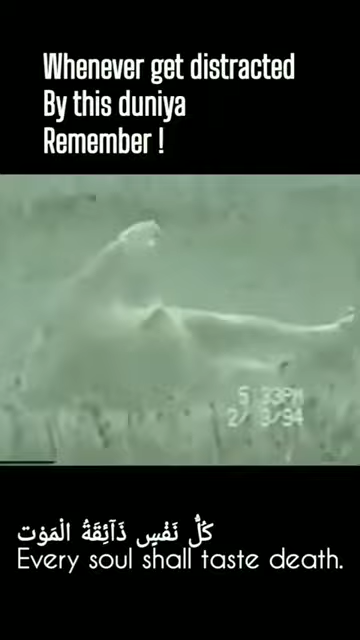 Whenever get distracted
By this duniya
Remember !
5:33PM
2/ 3/94
كُلُّ نَفْسٍ ذَآئِقَةُ الْمَوْت
Every soul shall taste death.